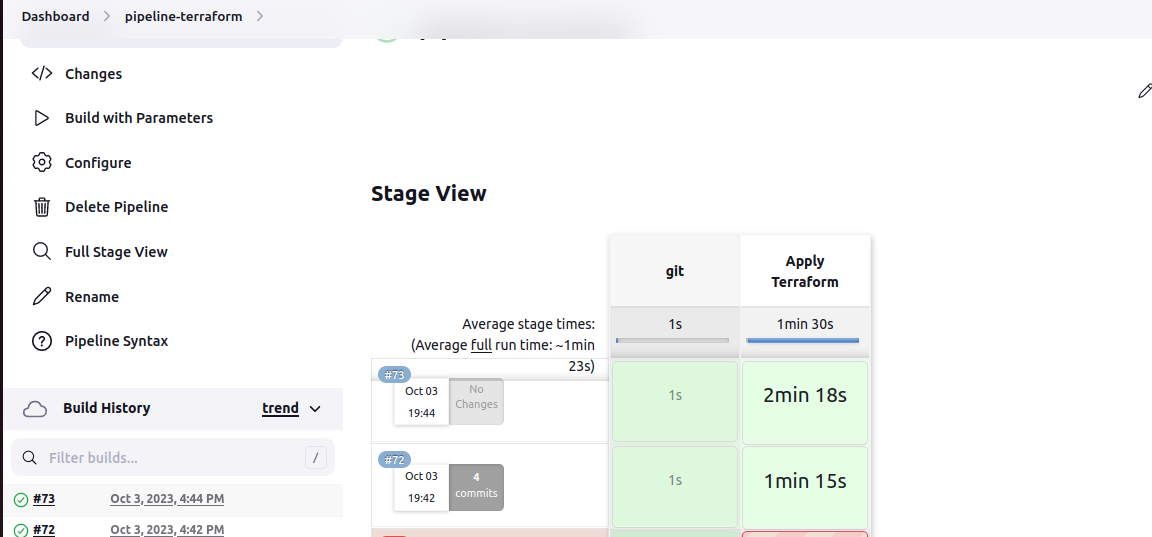 Dashboard
pipeline-terraform
Changes
Build with Parameters
Configure
Delete Pipeline
Full Stage View
Rename
Pipeline Syntax
Build History
trend
Filter builds...
/
#73
Oct 3, 2023, 4:44 PM
#72
Oct 3, 2023, 4:42 PM
Stage View
git
Apply
Terraform
Average stage times:
(Average full run time: ~1min
23s)
1s
1min 30s
#73
Oct 03
19:44
No
Changes
1s
2min 18s
#72
Oct 03
19:42
4
commits
1s
1min 15s